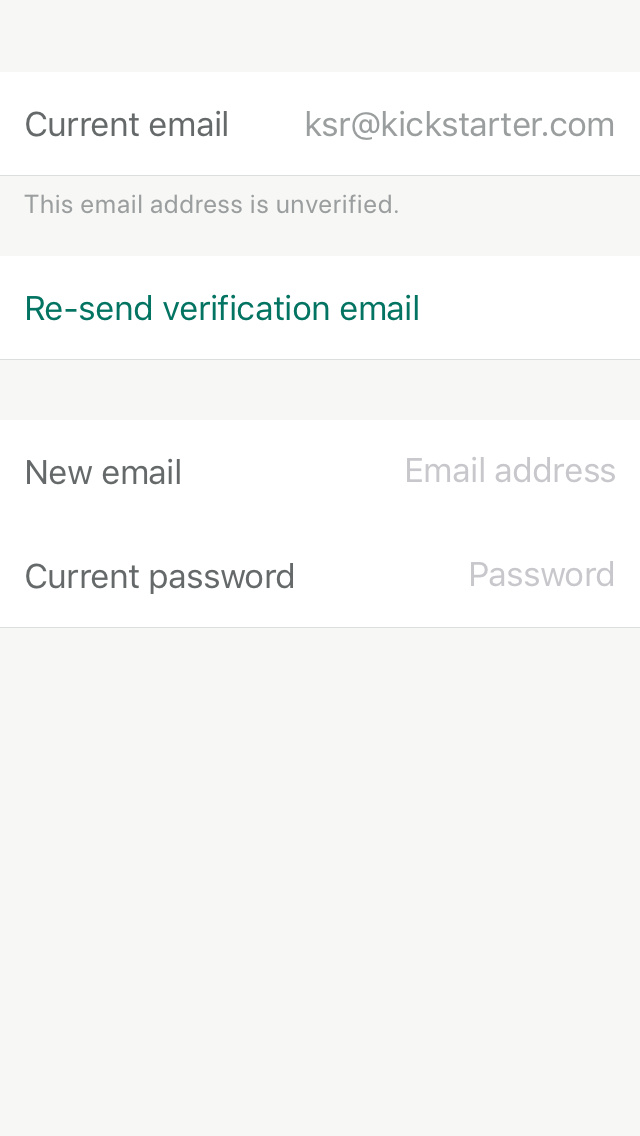 Current email ksr@kickstarter.com
This email address is unverified.
Re-send verification email
New email Email address
Current password Password